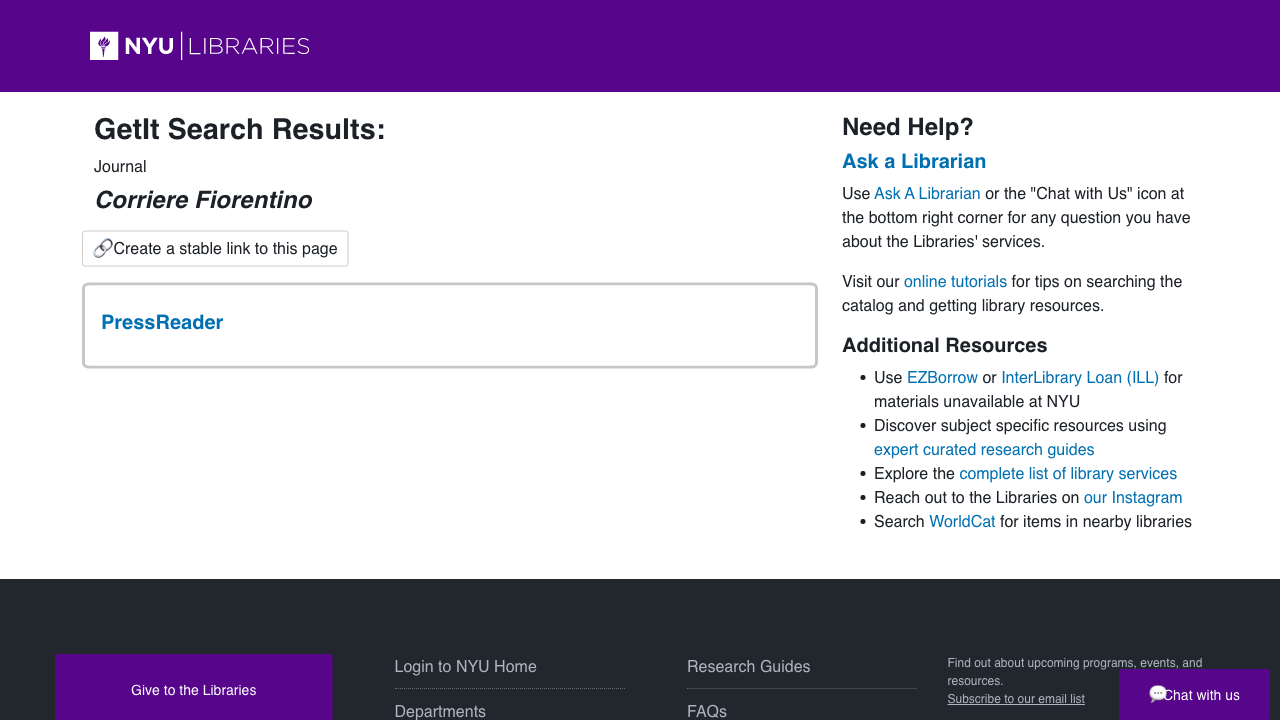 NYU LIBRARIES
GetIt Search Results:
Journal
Corriere Fiorentino
Create a stable link to this page
PressReader
Need Help?
Ask a Librarian
Use Ask A Librarian or the "Chat with Us" icon at
the bottom right corner for any question you have
about the Libraries' services.
Visit our online tutorials for tips on searching the
catalog and getting library resources.
Additional Resources
• Use EZBorrow or InterLibrary Loan (ILL) for
materials unavailable at NYU
• Discover subject specific resources using
expert curated research guides
• Explore the complete list of library services
• Reach out to the Libraries on our Instagram
• Search WorldCat for items in nearby libraries
Give to the Libraries
Login to NYU Home
Departments
Research Guides
FAQs
Find out about upcoming programs, events, and
resources.
Subscribe to our email list
Chat with us